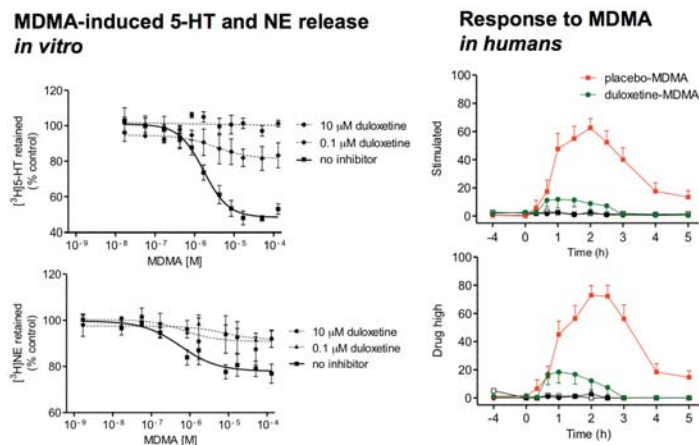 MDMA-induced 5-HT and NE release
in vitro
[³H]5-HT retained
(% control)
120
100
80
60
40
10⁻⁹ 10⁻⁸ 10⁻⁷ 10⁻⁶ 10⁻⁵ 10⁻⁴
MDMA [M]
10 µM duloxetine
0.1 µM duloxetine
no inhibitor
[³H]NE retained
(% control)
120
100
80
60
10⁻⁹ 10⁻⁸ 10⁻⁷ 10⁻⁶ 10⁻⁵ 10⁻⁴
MDMA [M]
10 µM duloxetine
0.1 µM duloxetine
no inhibitor
Response to MDMA
in humans
placebo-MDMA
duloxetine-MDMA
Stimulated
100
80
60
40
20
0
-4 0 1 2 3 4 5
Time (h)
Drug high
100
80
60
40
20
0
-4 0 1 2 3 4 5
Time (h)